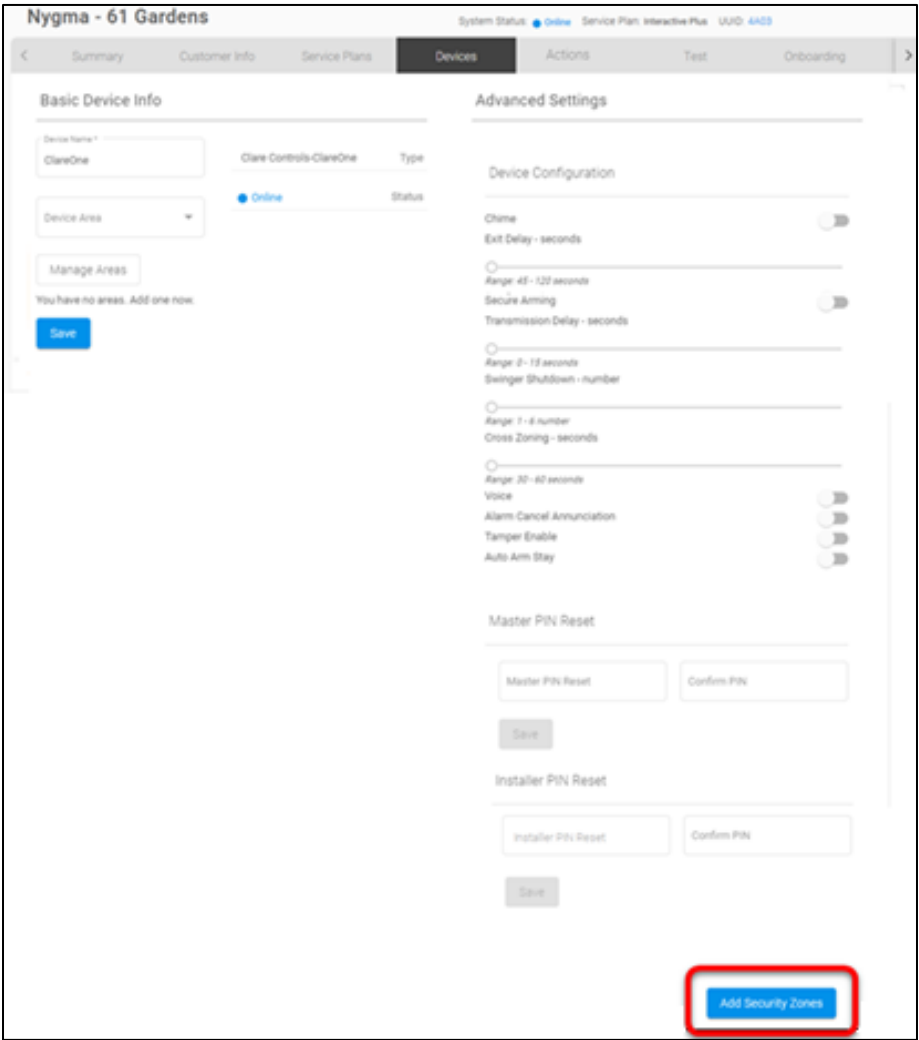 Nygma - 61 Gardens
System Status: Online Service Plan: Interactive Plus UUID: 4A03
Summary Customer Info Service Plans Devices Actions Test Onboarding
Basic Device Info
Device Name *
ClareOne
Clare Controls-ClareOne Type
Online Status
Device Area
Manage Areas
You have no areas. Add one now.
Save
Advanced Settings
Device Configuration
Chime
Exit Delay - seconds
Range: 45 - 120 seconds
Secure Arming
Transmission Delay - seconds
Range: 0 - 15 seconds
Swinger Shutdown - number
Range: 1 - 6 number
Cross Zoning - seconds
Range: 30 - 60 seconds
Voice
Alarm Cancel Annunciation
Tamper Enable
Auto Arm Stay
Master PIN Reset
Master PIN Reset Confirm PIN
Save
Installer PIN Reset
Installer PIN Reset Confirm PIN
Save
Add Security Zones